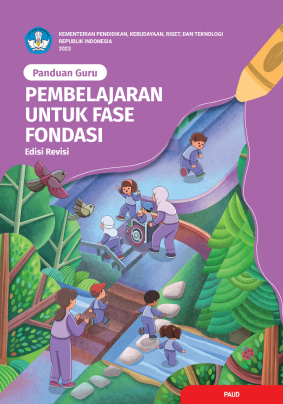 KEMENTERIAN PENDIDIKAN, KEBUDAYAAN, RISET, DAN TEKNOLOGI
REPUBLIK INDONESIA
2023
Panduan Guru
PEMBELAJARAN
UNTUK FASE
FONDASI
Edisi Revisi
PAUD